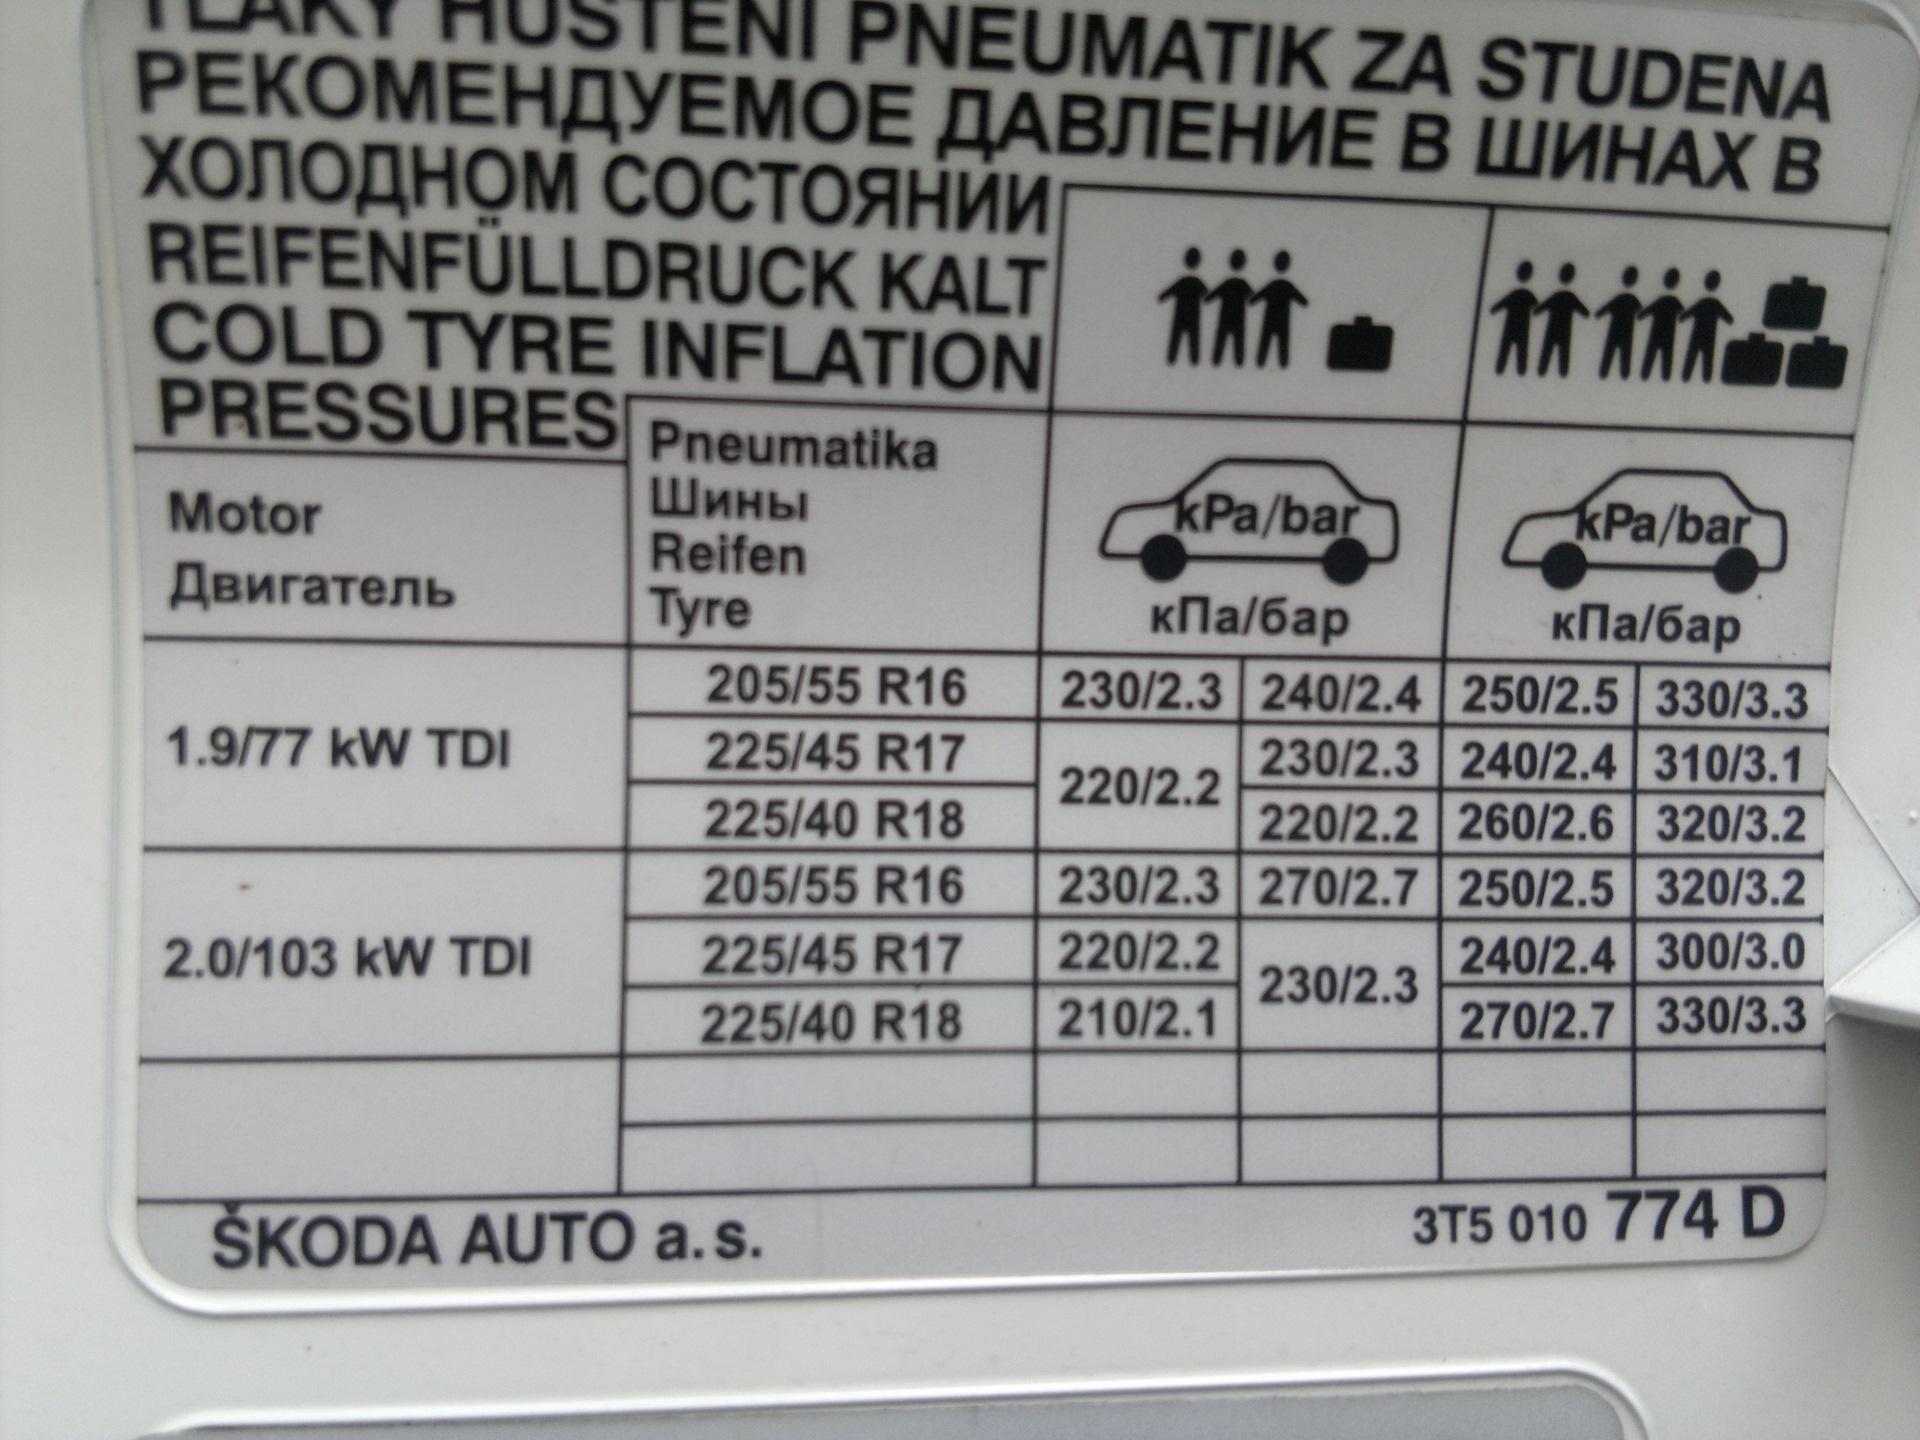 TLAKY HUŠTĚNÍ PNEUMATIK ZA STUDENA
РЕКОМЕНДУЕМОЕ ДАВЛЕНИЕ В ШИНАХ В
ХОЛОДНОМ СОСТОЯНИИ
REIFENFÜLLDRUCK KALT
COLD TYRE INFLATION
PRESSURES
Motor
Двигатель
Pneumatika
Шины
Reifen
Tyre
kPa/bar
кПа/бар
kPa/bar
кПа/бар
1.9/77 kW TDI
205/55 R16 230/2.3 240/2.4 250/2.5 330/3.3
225/45 R17 220/2.2 230/2.3 240/2.4 310/3.1
225/40 R18 220/2.2 260/2.6 320/3.2
2.0/103 kW TDI
205/55 R16 230/2.3 270/2.7 250/2.5 320/3.2
225/45 R17 220/2.2 230/2.3 240/2.4 300/3.0
225/40 R18 210/2.1 270/2.7 330/3.3
ŠKODA AUTO a.s. 3T5 010 774 D